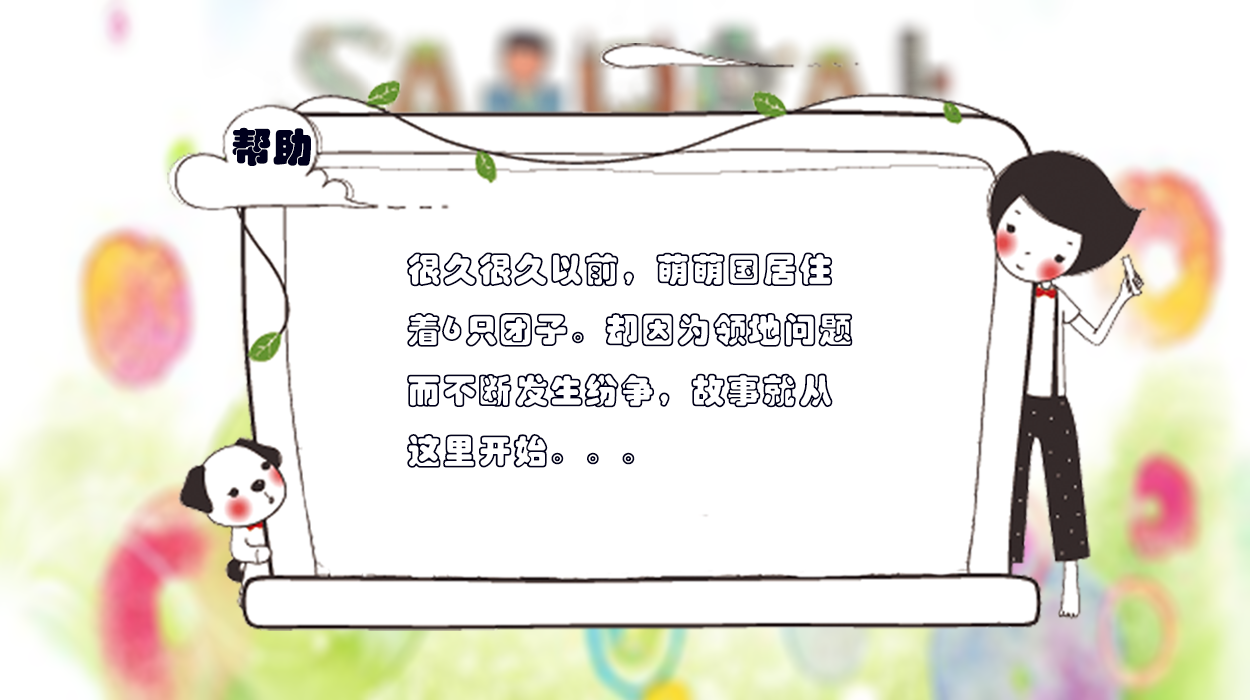 帮助
很久很久以前，萌萌国居住
着6只团子。却因为领地问题
而不断发生纷争，故事就从
这里开始。。。